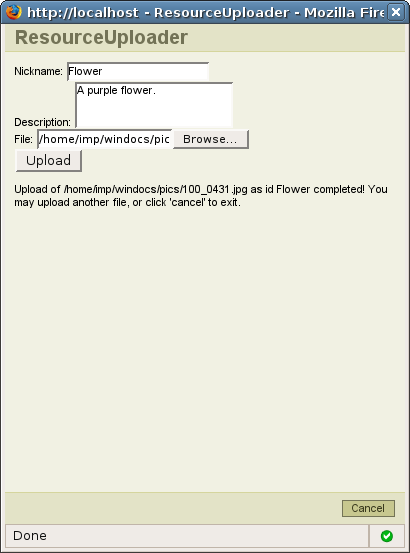 http://localhost - ResourceUploader - Mozilla Fire
ResourceUploader
Nickname: Flower
A purple flower.
Description:
File: /home/imp/windocs/pic Browse...
Upload
Upload of /home/imp/windocs/pics/100_0431.jpg as id Flower completed! You
may upload another file, or click 'cancel' to exit.
Cancel
Done